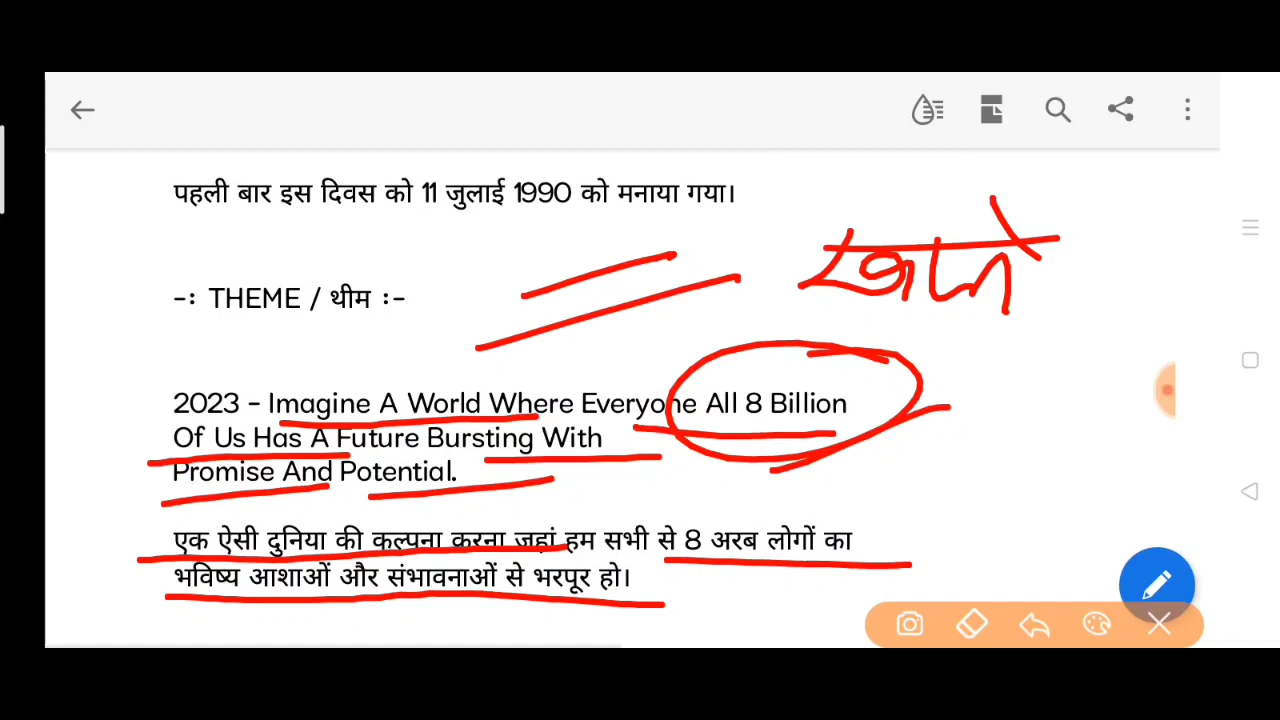 पहली बार इस दिवस को 11 जुलाई 1990 को मनाया गया।
-: THEME / थीम :-
2023 - Imagine A World Where Everyone All 8 Billion
Of Us Has A Future Bursting With
Promise And Potential.
एक ऐसी दुनिया की कल्पना करना जहां हम सभी से 8 अरब लोगों का
भविष्य आशाओं और संभावनाओं से भरपूर हो।